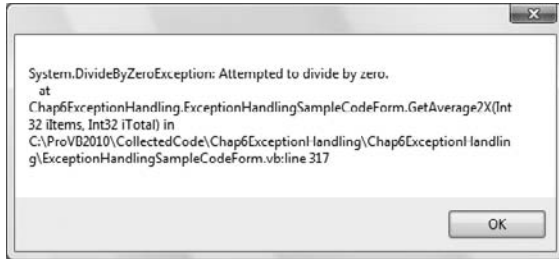 System.DivideByZeroException: Attempted to divide by zero.
at
Chap6ExceptionHandling.ExceptionHandlingSampleCodeForm.GetAverage2X(Int
32 iItems, Int32 iTotal) in
C:\ProVB2010\CollectedCode\Chap6ExceptionHandling\Chap6ExceptionHandlin
g\ExceptionHandlingSampleCodeForm.vb:line 317
OK